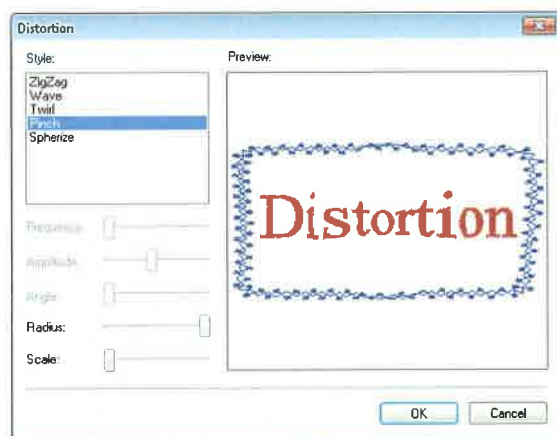 Distortion
Style:
Preview:
ZigZag
Wave
Twirl
Pinch
Spherize
Distortion
Frequency:
Amplitude:
Angle:
Radius:
Scale:
OK
Cancel